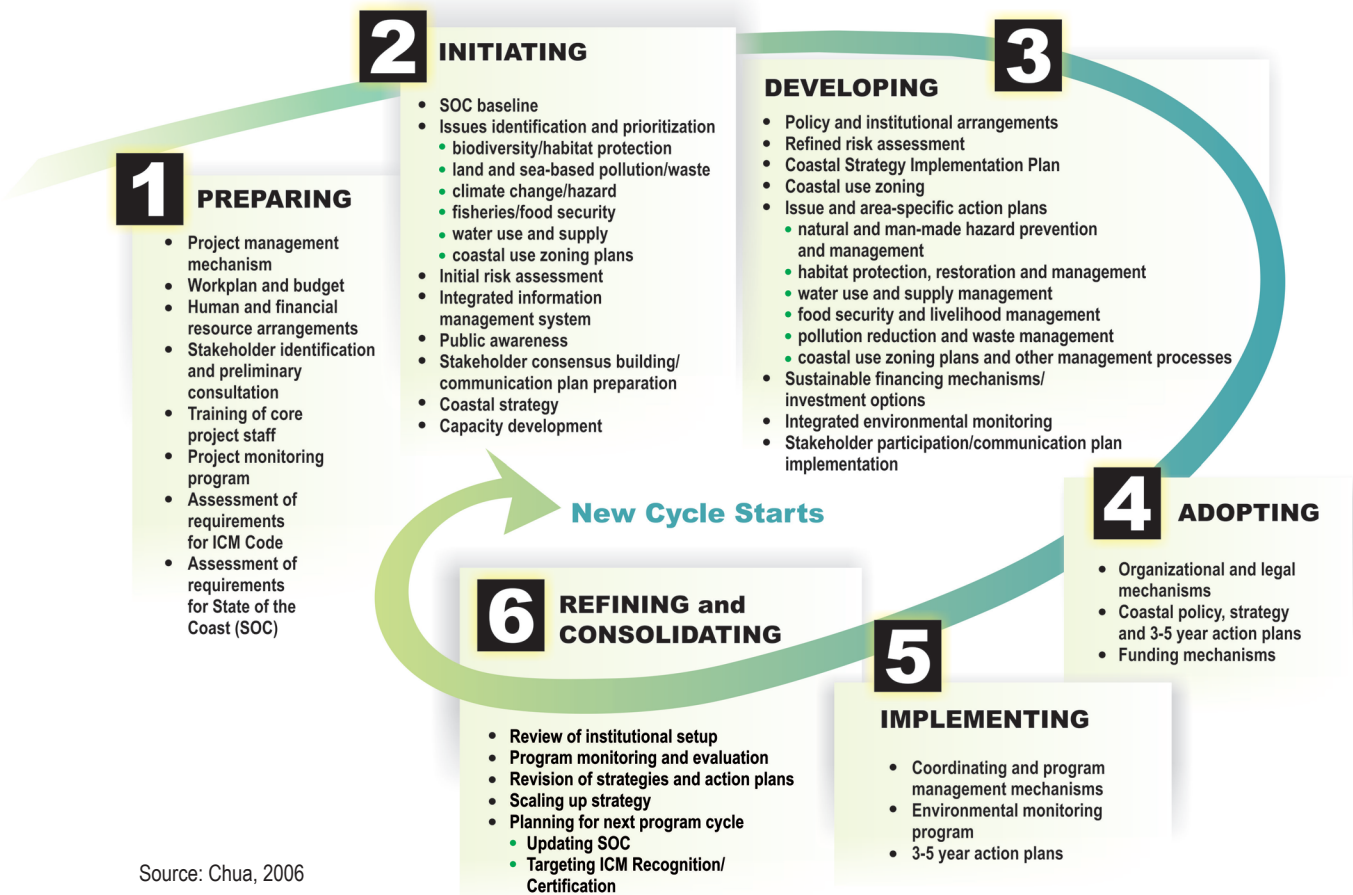 1
PREPARING
• Project management
mechanism
• Workplan and budget
• Human and financial
resource arrangements
• Stakeholder identification
and preliminary
consultation
• Training of core
project staff
• Project monitoring
program
• Assessment of
requirements
for ICM Code
• Assessment of
requirements
for State of the
Coast (SOC)
2
INITIATING
• SOC baseline
• Issues identification and prioritization
• biodiversity/habitat protection
• land and sea-based pollution/waste
• climate change/hazard
• fisheries/food security
• water use and supply
• coastal use zoning plans
• Initial risk assessment
• Integrated information
management system
• Public awareness
• Stakeholder consensus building/
communication plan preparation
• Coastal strategy
• Capacity development
3
DEVELOPING
• Policy and institutional arrangements
• Refined risk assessment
• Coastal Strategy Implementation Plan
• Coastal use zoning
• Issue and area-specific action plans
• natural and man-made hazard prevention
and management
• habitat protection, restoration and management
• water use and supply management
• food security and livelihood management
• pollution reduction and waste management
• coastal use zoning plans and other management processes
• Sustainable financing mechanisms/
investment options
• Integrated environmental monitoring
• Stakeholder participation/communication plan
implementation
4
ADOPTING
• Organizational and legal
mechanisms
• Coastal policy, strategy
and 3-5 year action plans
• Funding mechanisms
5
IMPLEMENTING
• Coordinating and program
management mechanisms
• Environmental monitoring
program
• 3-5 year action plans
6
REFINING and
CONSOLIDATING
• Review of institutional setup
• Program monitoring and evaluation
• Revision of strategies and action plans
• Scaling up strategy
• Planning for next program cycle
• Updating SOC
• Targeting ICM Recognition/
Certification
New Cycle Starts
Source: Chua, 2006